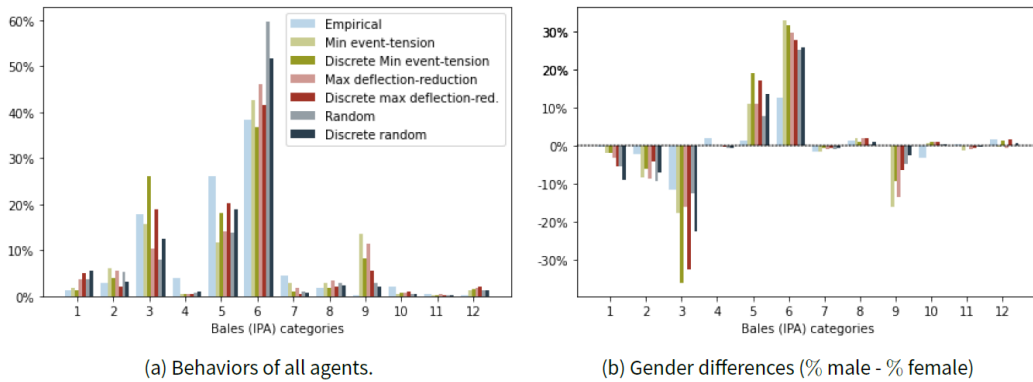 60%
50%
40%
30%
20%
10%
0%
Empirical
Min event-tension
Discrete Min event-tension
Max deflection-reduction
Discrete max deflection-red.
Random
Discrete random
1 2 3 4 5 6 7 8 9 10 11 12
Bales (IPA) categories
(a) Behaviors of all agents.
30%
20%
10%
0%
-10%
-20%
-30%
1 2 3 4 5 6 7 8 9 10 11 12
Bales (IPA) categories
(b) Gender differences (% male - % female)